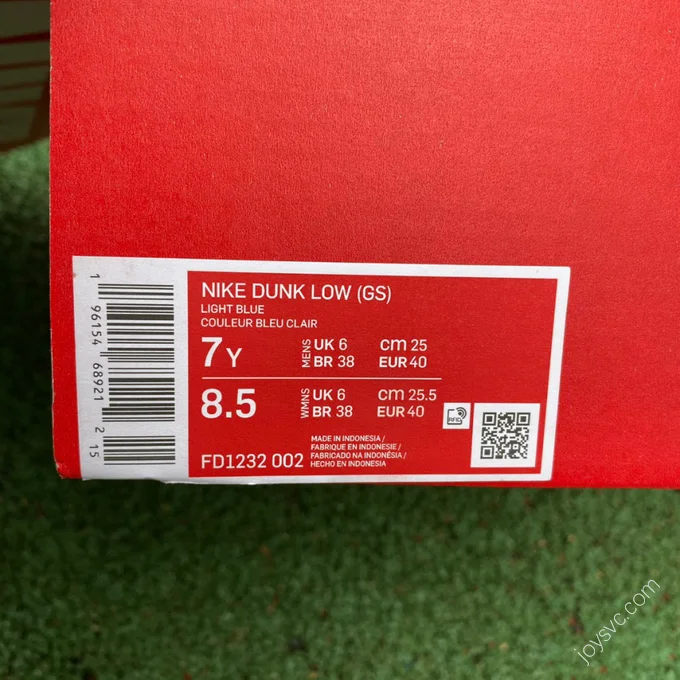 NIKE DUNK LOW (GS)
LIGHT BLUE
COULEUR BLEU CLAIR
7 Y MENS UK 6 cm 25
BR 38 EUR 40
8.5 WMNS UK 6 cm 25.5
BR 38 EUR 40
RFID
FD1232 002
MADE IN INDONESIA /
FABRIQUE EN INDONESIE /
FABRICADO NA INDONÉSIA /
HECHO EN INDONESIA
1 96154 68921 2 15
joysvc.com